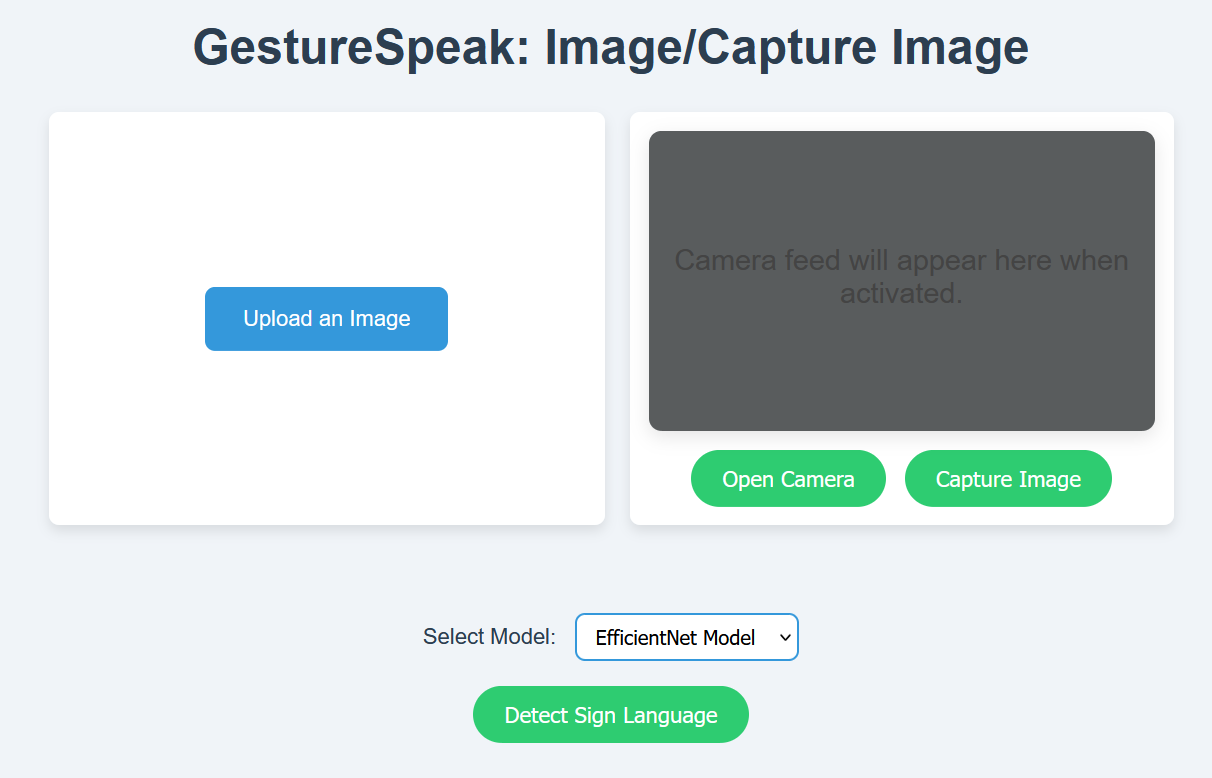 GestureSpeak: Image/Capture Image
Upload an Image
Camera feed will appear here when
activated.
Open Camera
Capture Image
Select Model:
EfficientNet Model
Detect Sign Language